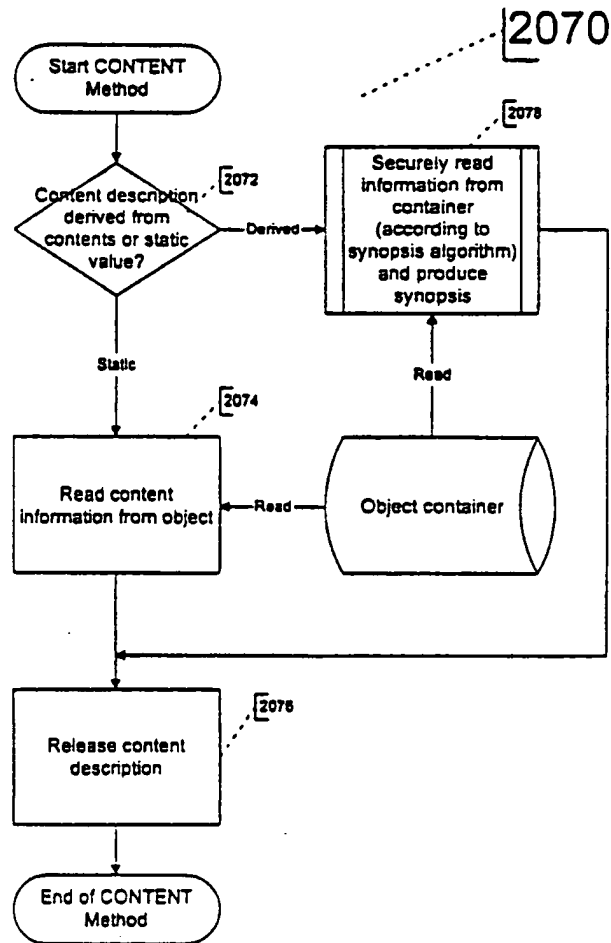 2070
Start CONTENT
Method
2072
Content description
derived from
contents or static
value?
Derived
2078
Securely read
information from
container
(according to
synopsis algorithm)
and produce
synopsis
Static
Read
2074
Read content
information from object
Read
Object container
2076
Release content
description
End of CONTENT
Method